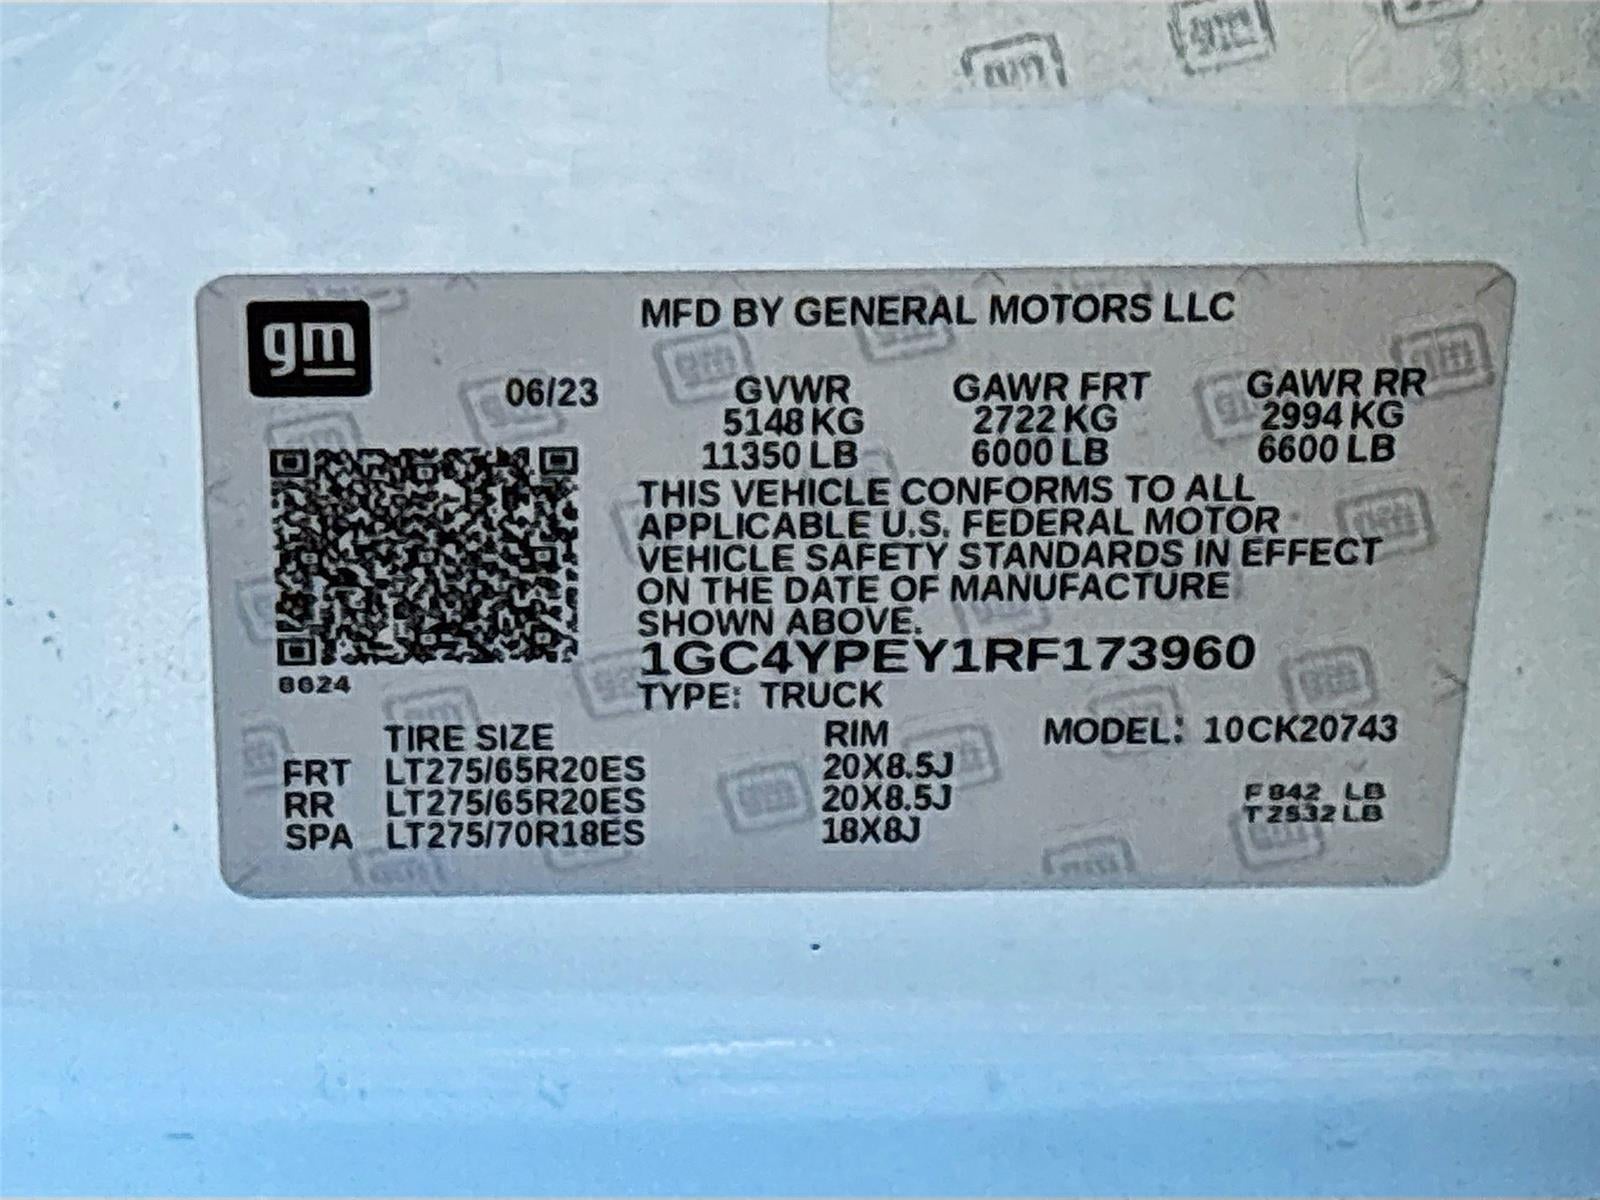 gm
MFD BY GENERAL MOTORS LLC
06/23
GVWR GAWR FRT GAWR RR
5148 KG 2722 KG 2994 KG
11350 LB 6000 LB 6600 LB
THIS VEHICLE CONFORMS TO ALL
APPLICABLE U.S. FEDERAL MOTOR
VEHICLE SAFETY STANDARDS IN EFFECT
ON THE DATE OF MANUFACTURE
SHOWN ABOVE.
1GC4YPEY1RF173960
TYPE: TRUCK
TIRE SIZE RIM MODEL: 10CK20743
FRT LT275/65R20ES 20X8.5J
RR LT275/65R20ES 20X8.5J
SPA LT275/70R18ES 18X8J
F 842 LB
T 2532 LB